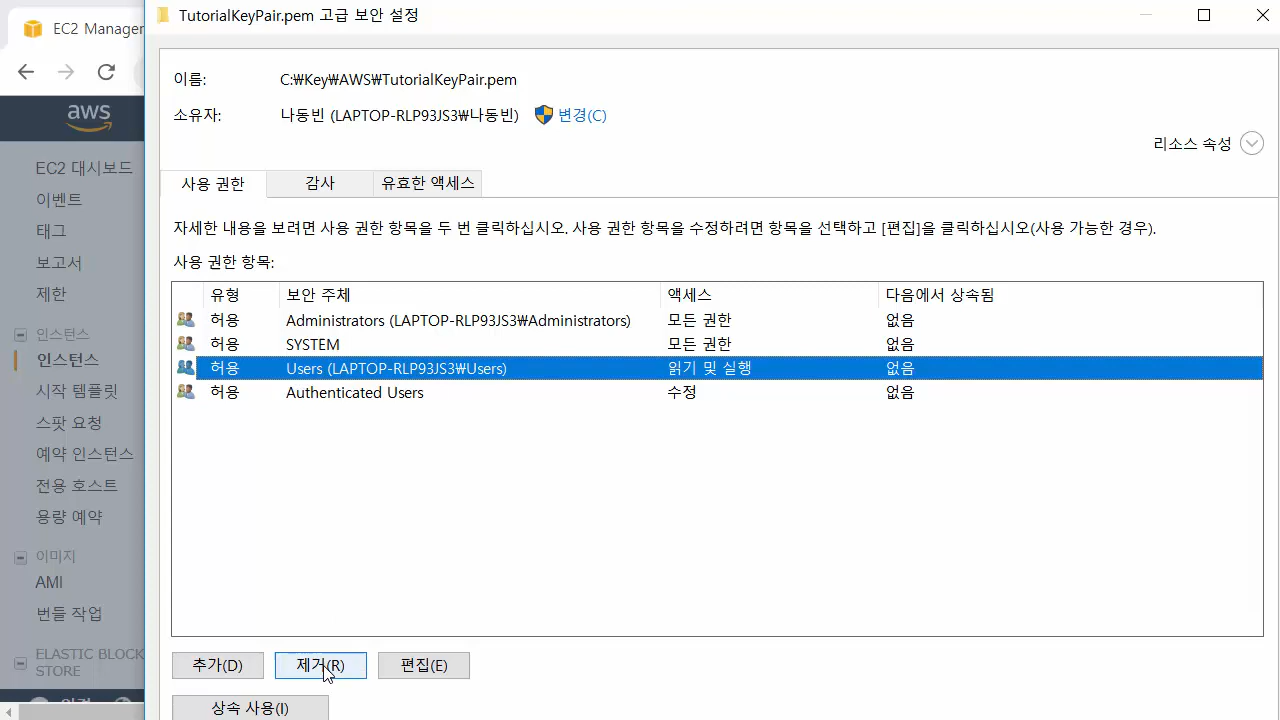 TutorialKeyPair.pem 고급 보안 설정
EC2 Manager
이름: C:₩Key₩AWS₩TutorialKeyPair.pem
소유자: 나동빈 (LAPTOP-RLP93JS3₩나동빈) 변경(C)
리소스 속성
aws
EC2 대시보드
이벤트
태그
보고서
제한
인스턴스
인스턴스
시작 템플릿
스팟 요청
예약 인스턴스
전용 호스트
용량 예약
이미지
AMI
번들 작업
ELASTIC BLOCK
STORE
사용 권한 감사 유효한 액세스
자세한 내용을 보려면 사용 권한 항목을 두 번 클릭하십시오. 사용 권한 항목을 수정하려면 항목을 선택하고 [편집]을 클릭하십시오(사용 가능한 경우).
사용 권한 항목:
유형 보안 주체 액세스 다음에서 상속됨
허용 Administrators (LAPTOP-RLP93JS3₩Administrators) 모든 권한 없음
허용 SYSTEM 모든 권한 없음
허용 Users (LAPTOP-RLP93JS3₩Users) 읽기 및 실행 없음
허용 Authenticated Users 수정 없음
추가(D) 제거(R) 편집(E)
상속 사용(I)